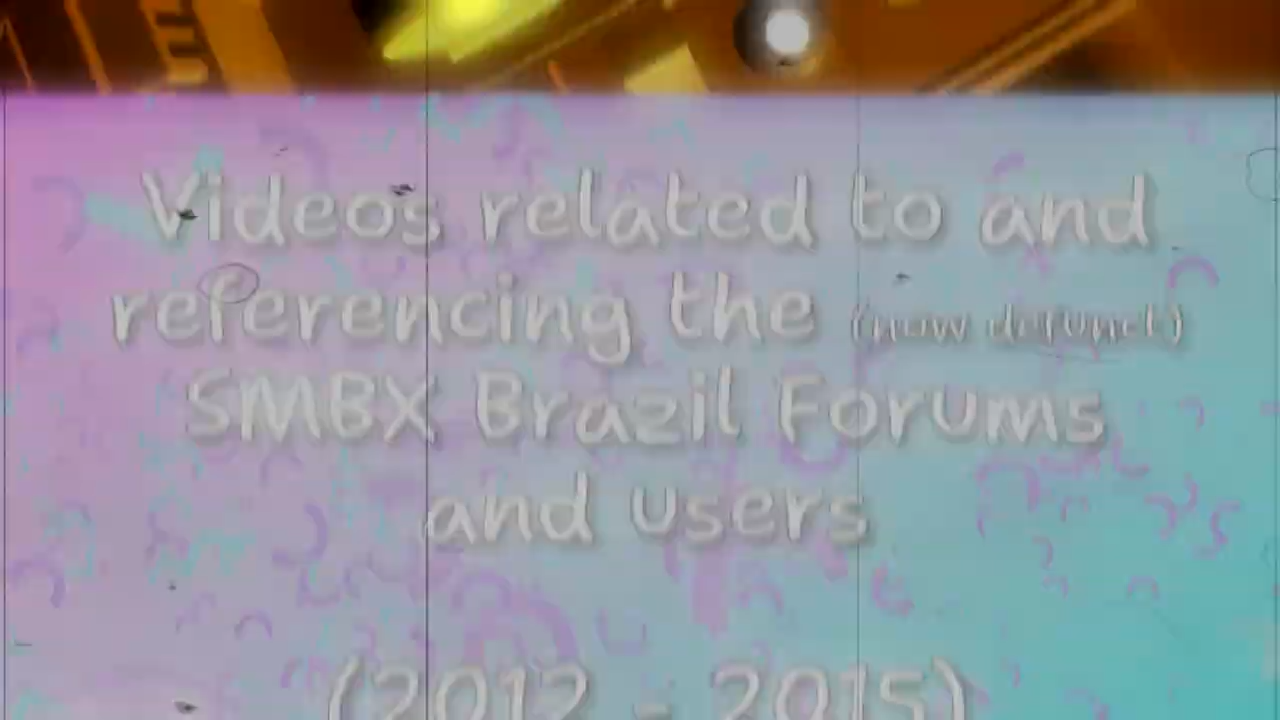 Videos related to and
referencing the (now defunct)
SMBX Brazil Forums
and users
(2012 - 2015)